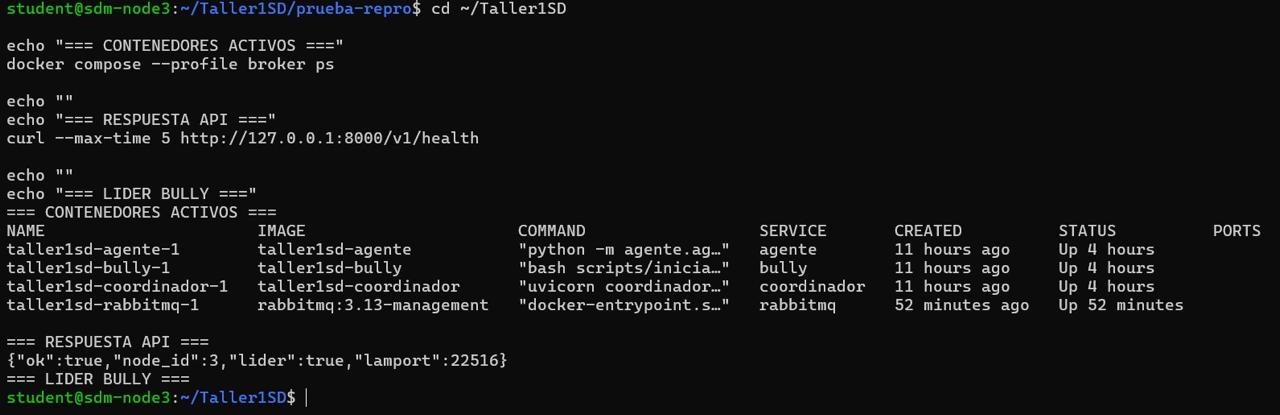 student@sdm-node3:~/Taller1SD/prueba-repro$ cd ~/Taller1SD
echo "=== CONTENEDORES ACTIVOS ==="
docker compose --profile broker ps
echo ""
echo "=== RESPUESTA API ==="
curl --max-time 5 http://127.0.0.1:8000/v1/health
echo ""
echo "=== LIDER BULLY ==="
=== CONTENEDORES ACTIVOS ===
NAME IMAGE COMMAND SERVICE CREATED STATUS PORTS
taller1sd-agente-1 taller1sd-agente "python -m agente.ag…" agente 11 hours ago Up 4 hours
taller1sd-bully-1 taller1sd-bully "bash scripts/inicia…" bully 11 hours ago Up 4 hours
taller1sd-coordinador-1 taller1sd-coordinador "uvicorn coordinador…" coordinador 11 hours ago Up 4 hours
taller1sd-rabbitmq-1 rabbitmq:3.13-management "docker-entrypoint.s…" rabbitmq 52 minutes ago Up 52 minutes
=== RESPUESTA API ===
{"ok":true,"node_id":3,"lider":true,"lamport":22516}
=== LIDER BULLY ===
student@sdm-node3:~/Taller1SD$